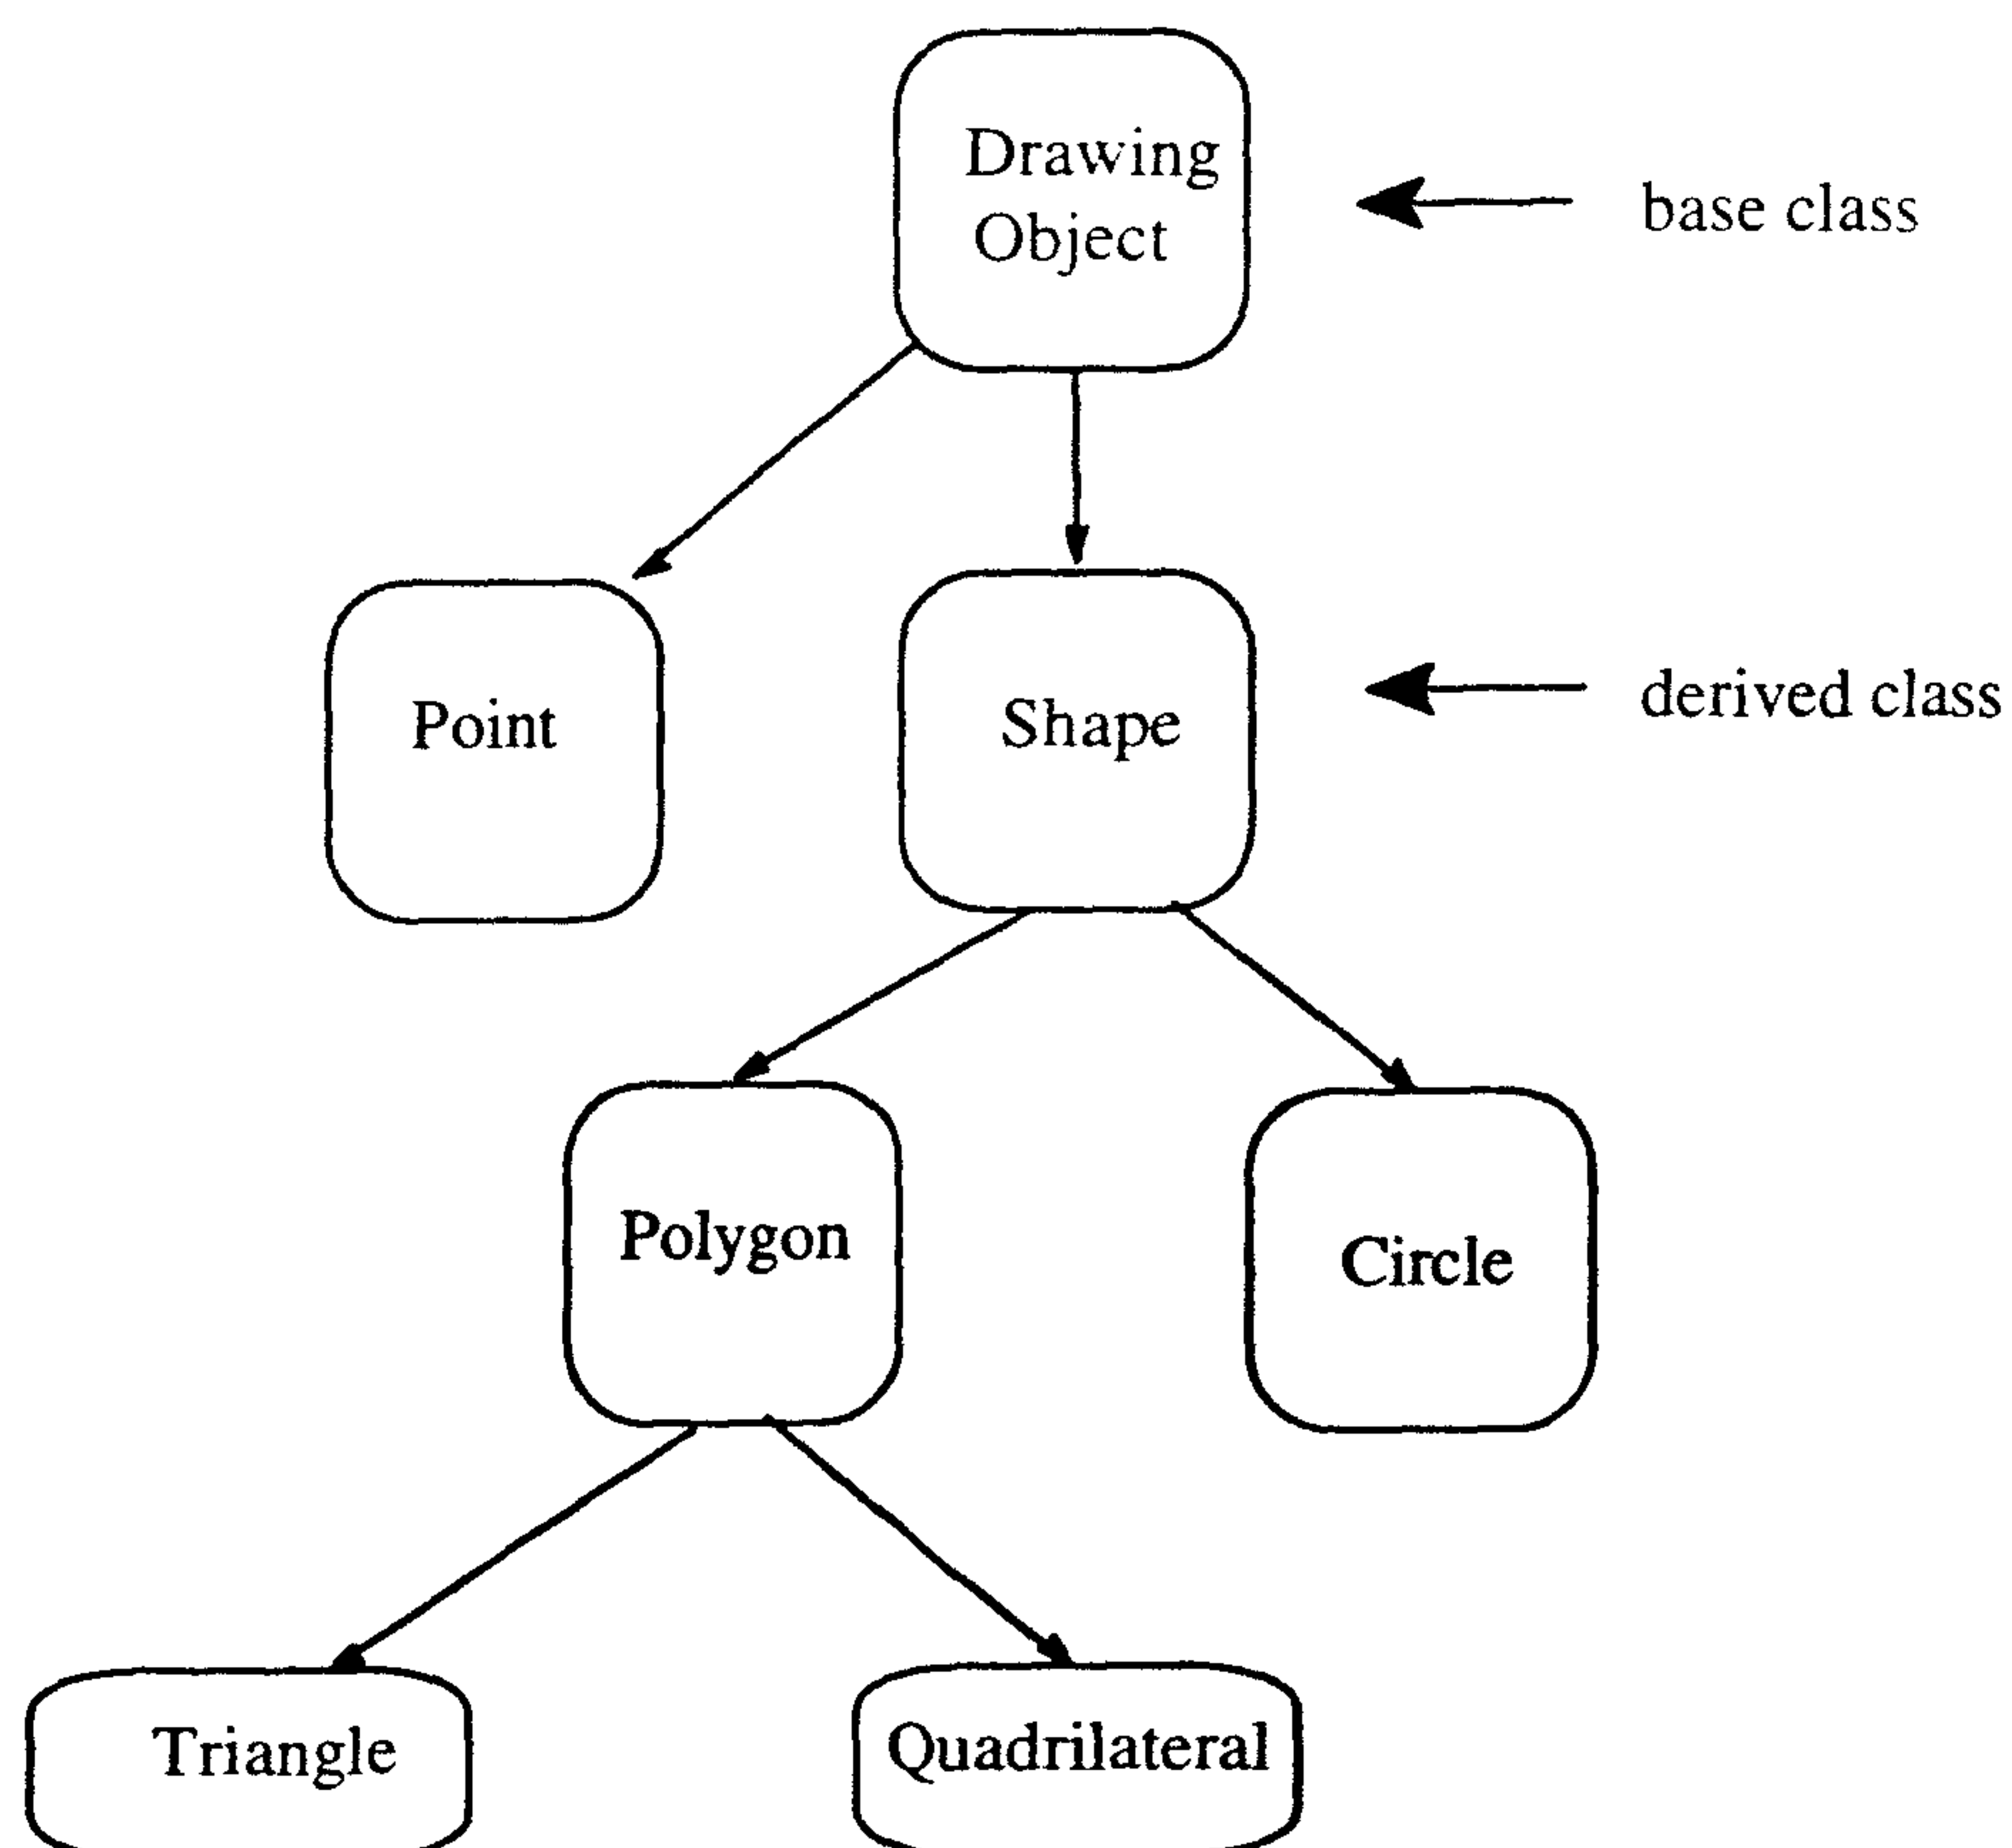 Drawing
Object
base class
Point
Shape
derived class
Polygon
Circle
Triangle
Quadrilateral